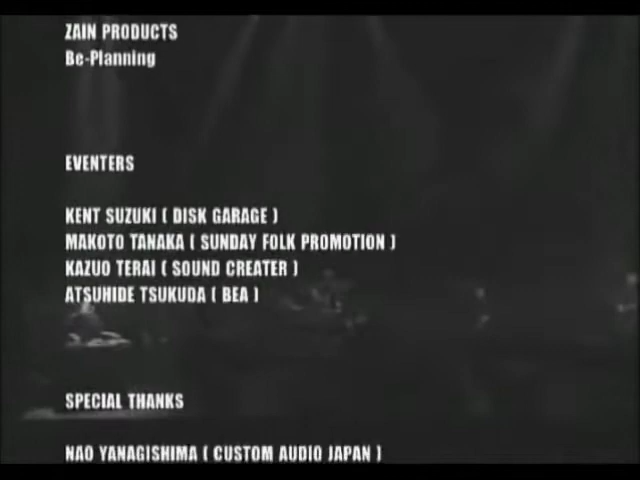 ZAIN PRODUCTS
Be-Planning
EVENTERS
KENT SUZUKI ( DISK GARAGE )
MAKOTO TANAKA ( SUNDAY FOLK PROMOTION )
KAZUO TERAI ( SOUND CREATER )
ATSUHIDE TSUKUDA ( BEA )
SPECIAL THANKS
NAO YANAGISHIMA ( CUSTOM AUDIO JAPAN )